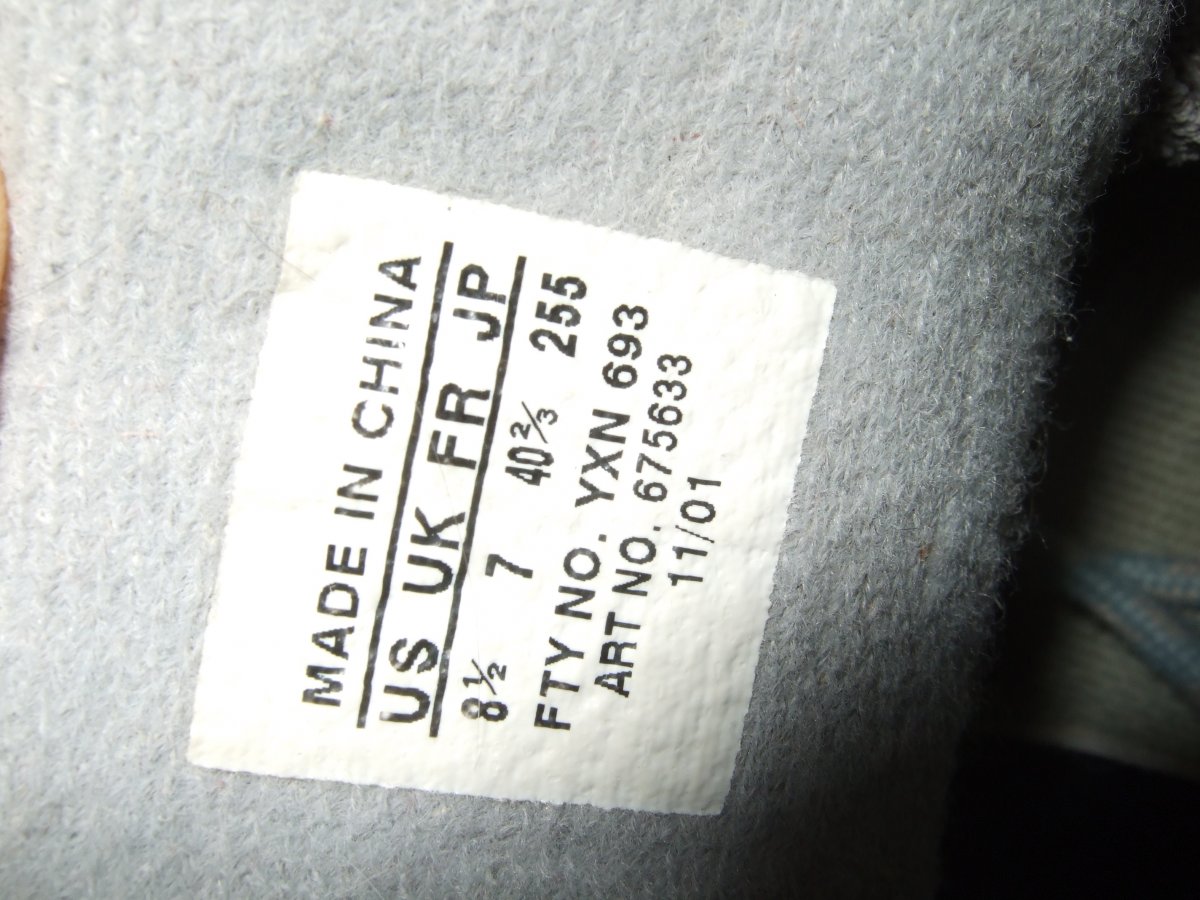 MADE IN CHINA
US UK FR JP
8½ 7 40⅔ 255
FTY NO. YXN 693
ART NO. 675633
11/01